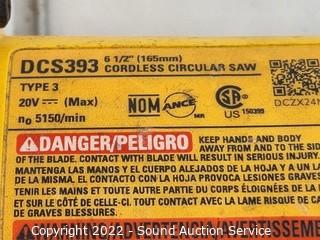 DCS393 6 1/2" (165mm)
CORDLESS CIRCULAR SAW
TYPE 3
20V ⎓ (Max)
n₀ 5150/min
NOM ANCE MR
SA US 150395
DCZX24N
DANGER/PELIGRO
KEEP HANDS AND BODY
AWAY FROM AND TO THE SIDE
OF THE BLADE. CONTACT WITH BLADE WILL RESULT IN SERIOUS INJURY.
MANTENGA LAS MANOS Y EL CUERPO ALEJADOS DE LA HOJA Y A UN L
DE LA MISMA. EL CONTACTO CON LA HOJA PROVOCA LESIONES GRAVES
TENIR LES MAINS ET TOUTE AUTRE PARTIE DU CORPS ÉLOIGNÉES DE LA
ET SUR LE CÔTÉ DE CELLE-CI. TOUT CONTACT AVEC LA LAME RISQUE DE CA
DE GRAVES BLESSURES.
Copyright 2022 - Sound Auction Service